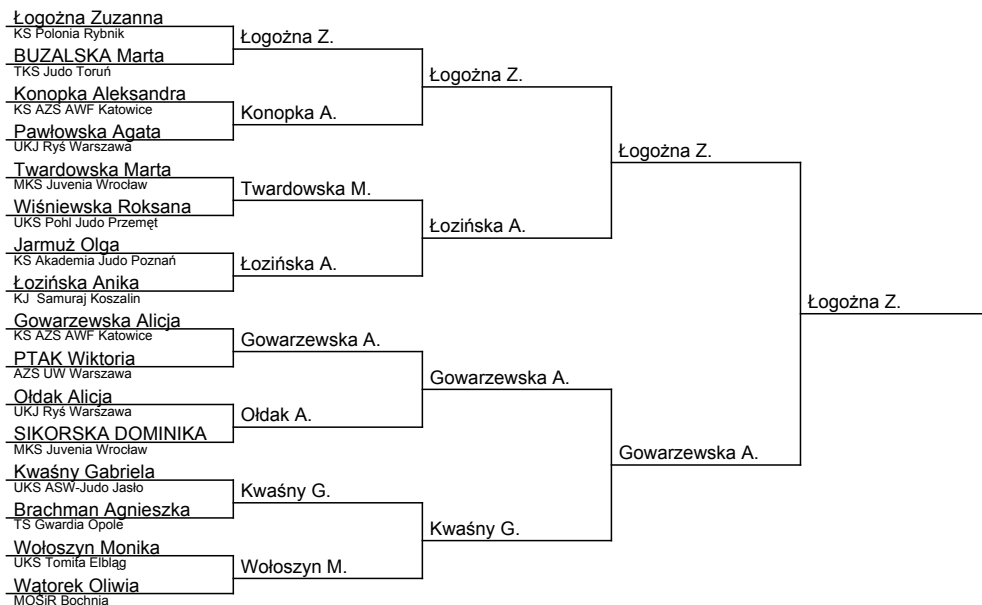 Łogożna Zuzanna
KS Polonia Rybnik
BUZALSKA Marta
TKS Judo Toruń
Konopka Aleksandra
KS AZS AWF Katowice
Pawłowska Agata
UKJ Ryś Warszawa
Twardowska Marta
MKS Juvenia Wrocław
Wiśniewska Roksana
UKS Pohl Judo Przemęt
Jarmuż Olga
KS Akademia Judo Poznań
Łozińska Anika
KJ Samuraj Koszalin
Gowarzewska Alicja
KS AZS AWF Katowice
PTAK Wiktoria
AZS UW Warszawa
Ołdak Alicja
UKJ Ryś Warszawa
SIKORSKA DOMINIKA
MKS Juvenia Wrocław
Kwaśny Gabriela
UKS ASW-Judo Jasło
Brachman Agnieszka
TS Gwardia Opole
Wołoszyn Monika
UKS Tomita Elbląg
Wątorek Oliwia
MOSiR Bochnia
Łogożna Z.
Konopka A.
Twardowska M.
Łozińska A.
Gowarzewska A.
Ołdak A.
Kwaśny G.
Wołoszyn M.
Łogożna Z.
Łozińska A.
Gowarzewska A.
Kwaśny G.
Łogożna Z.
Gowarzewska A.
Łogożna Z.